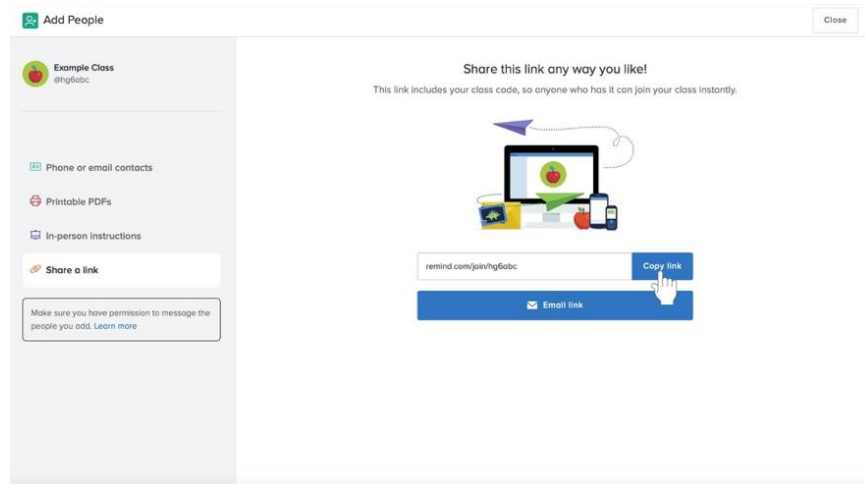 Add People
Close
Example Class
@hg6abc
Phone or email contacts
Printable PDFs
In-person instructions
Share a link
Make sure you have permission to message the
people you add. Learn more
Share this link any way you like!
This link includes your class code, so anyone who has it can join your class instantly.
remind.com/join/hg6abc
Copy link
Email link